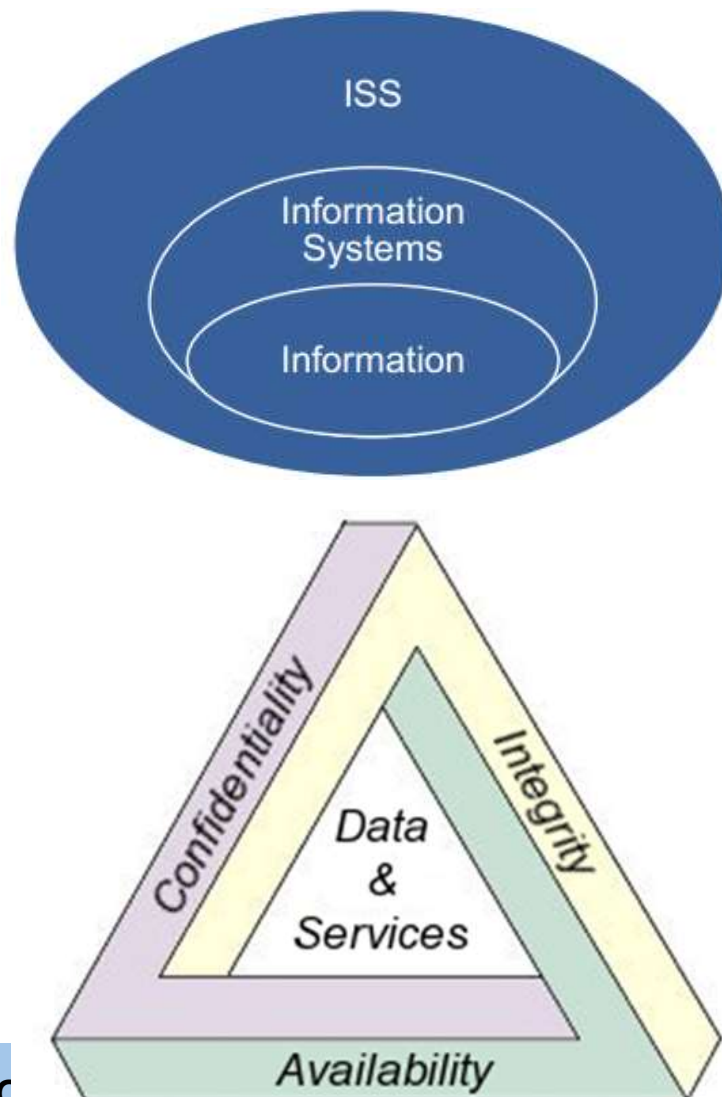 ISS
Information
Systems
Information
Confidentiality
Integrity
Data
&
Services
Availability